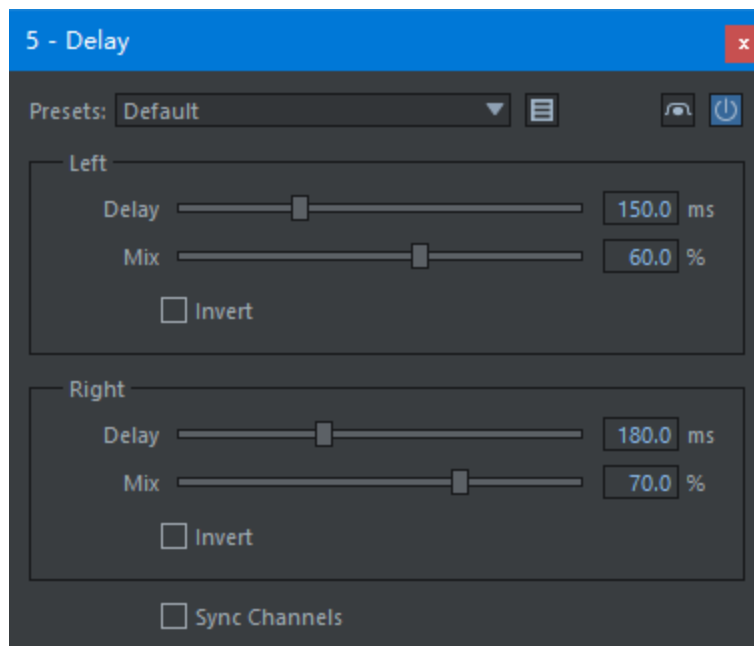 5 - Delay x
Presets: Default
Left
Delay 150.0 ms
Mix 60.0 %
Invert
Right
Delay 180.0 ms
Mix 70.0 %
Invert
Sync Channels